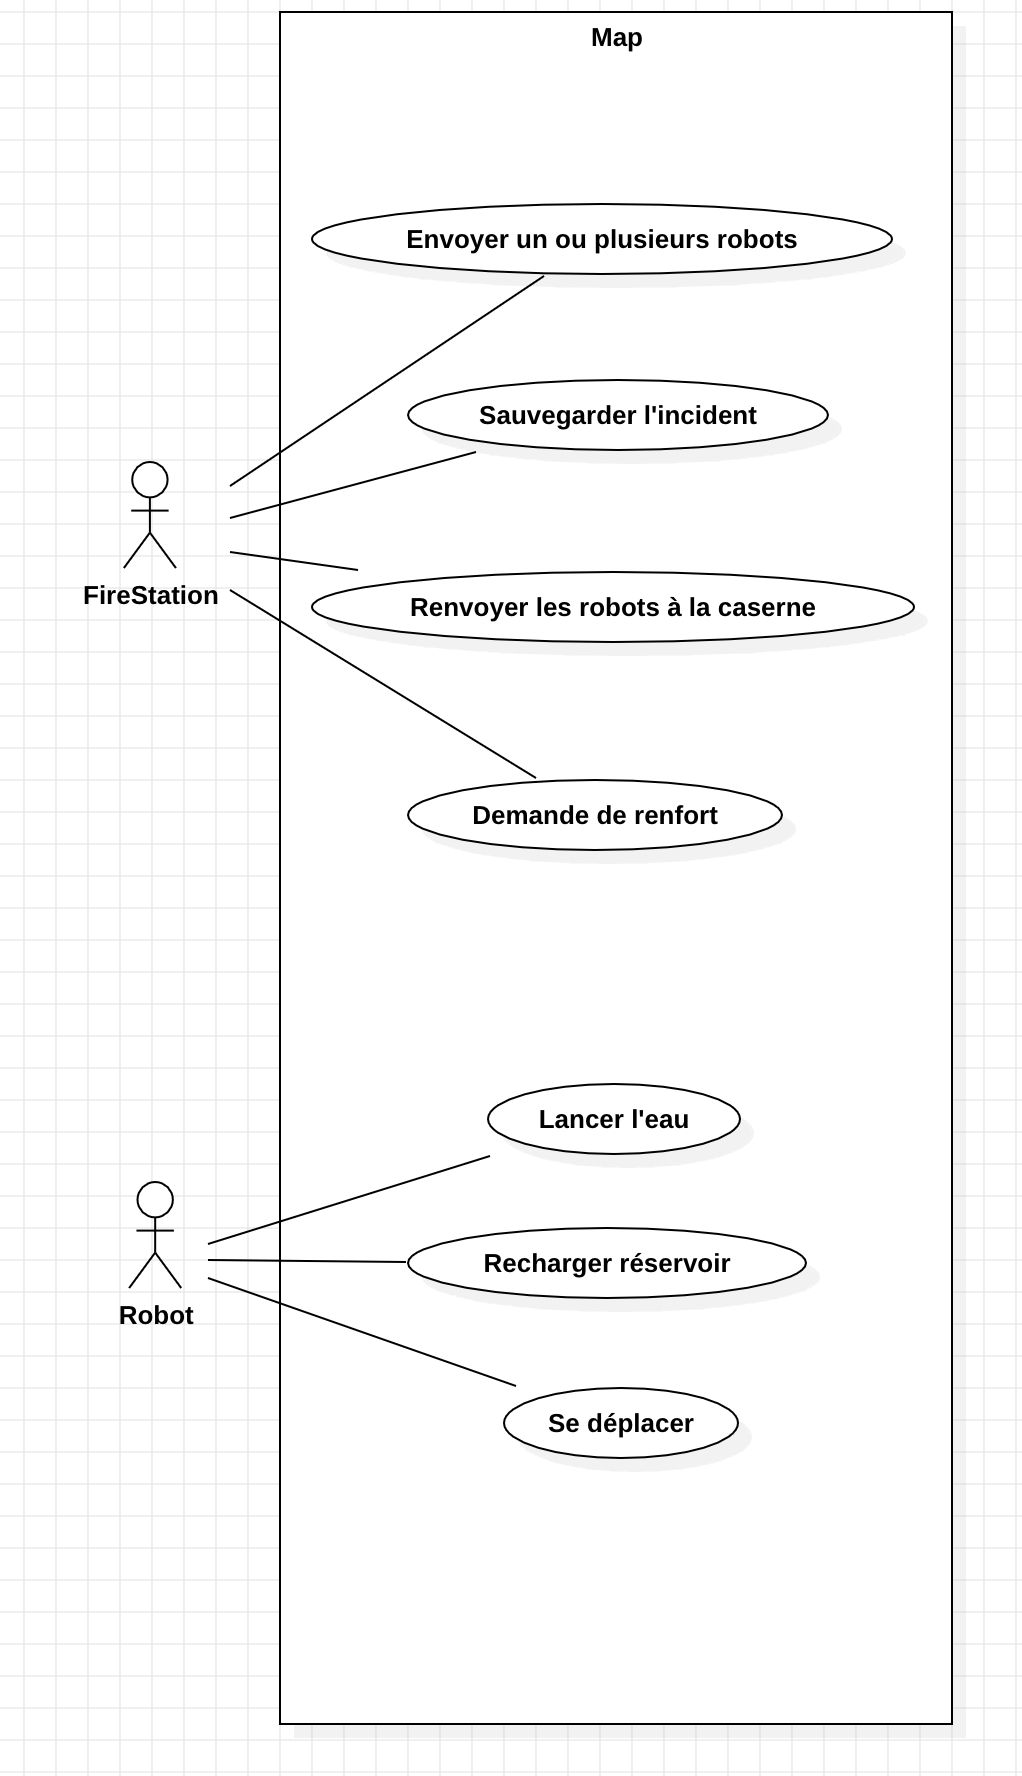 Map
Envoyer un ou plusieurs robots
Sauvegarder l'incident
FireStation
Renvoyer les robots à la caserne
Demande de renfort
Lancer l'eau
Recharger réservoir
Robot
Se déplacer